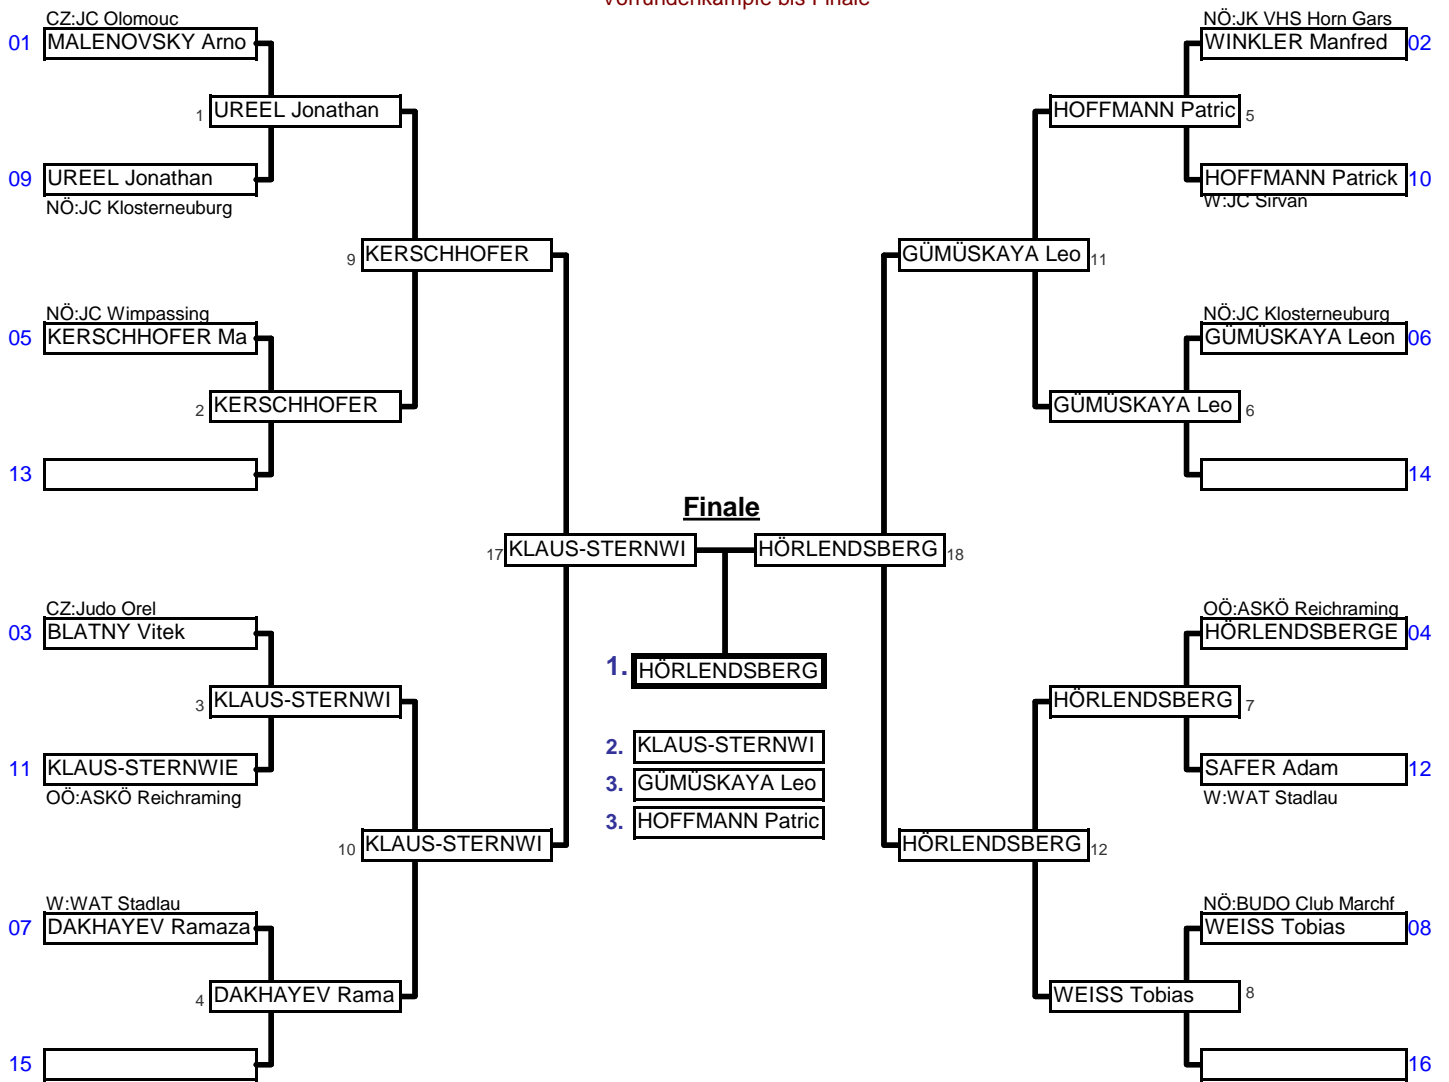 Vorrundenkämpfe bis Finale
CZ:JC Olomouc
01 MALENOVSKY Arno
1 UREEL Jonathan
09 UREEL Jonathan
NÖ:JC Klosterneuburg
9 KERSCHHOFER
NÖ:JC Wimpassing
05 KERSCHHOFER Ma
2 KERSCHHOFER
13
17 KLAUS-STERNWI
CZ:Judo Orel
03 BLATNY Vitek
3 KLAUS-STERNWI
11 KLAUS-STERNWIE
OÖ:ASKÖ Reichraming
10 KLAUS-STERNWI
W:WAT Stadlau
07 DAKHAYEV Ramaza
4 DAKHAYEV Rama
15
Finale
1. HÖRLENDSBERG
2. KLAUS-STERNWI
3. GÜMÜSKAYA Leo
3. HOFFMANN Patric
NÖ:JK VHS Horn Gars
WINKLER Manfred 02
HOFFMANN Patric 5
HOFFMANN Patrick 10
W:JC Sirvan
GÜMÜSKAYA Leo 11
NÖ:JC Klosterneuburg
GÜMÜSKAYA Leon 06
GÜMÜSKAYA Leo 6
14
HÖRLENDSBERG 18
OÖ:ASKÖ Reichraming
HÖRLENDSBERGE 04
HÖRLENDSBERG 7
SAFER Adam 12
W:WAT Stadlau
HÖRLENDSBERG 12
NÖ:BUDO Club Marchf
WEISS Tobias 08
WEISS Tobias 8
16